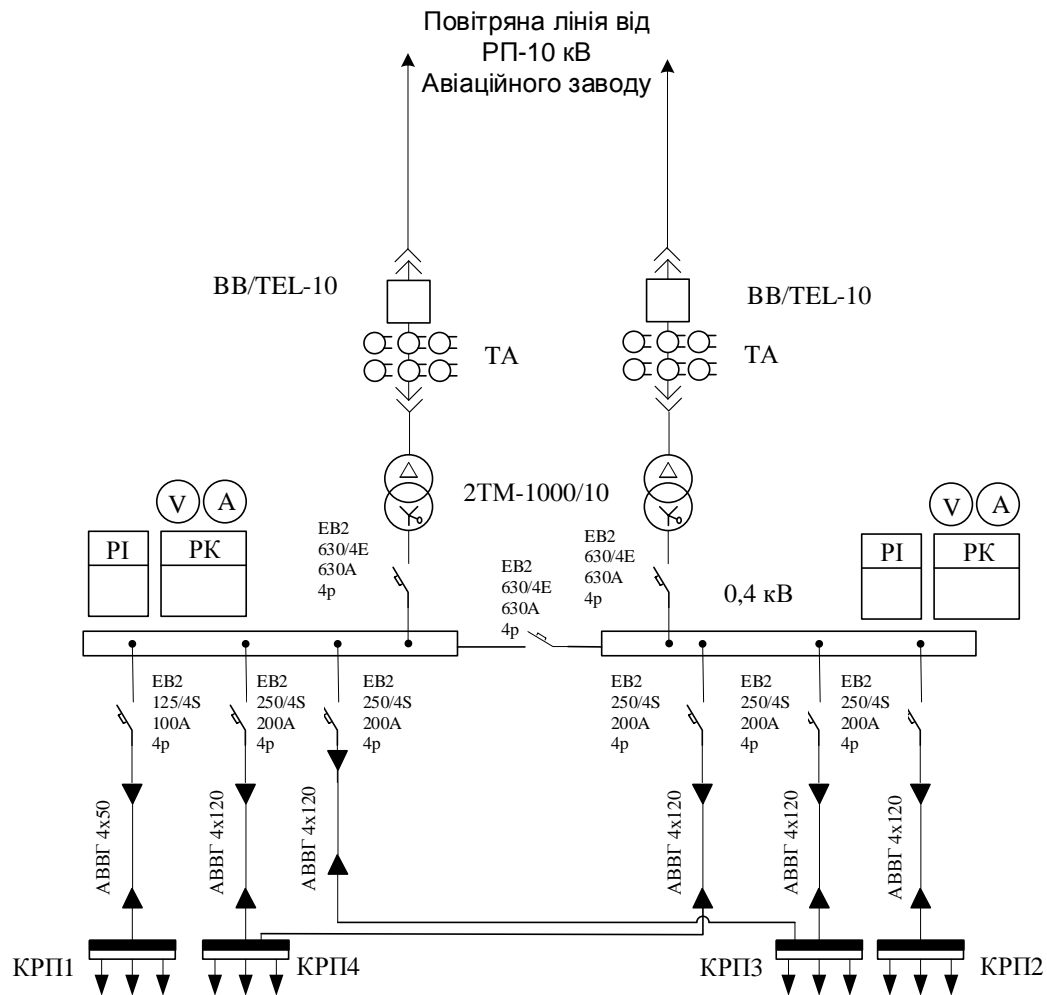 Повітряна лінія від
РП-10 кВ
Авіаційного заводу
ВВ/TEL-10
ВВ/TEL-10
ТА
ТА
2ТМ-1000/10
V
A
V
A
PI
РК
ЕВ2
630/4Е
630А
4р
ЕВ2
630/4Е
630А
4р
ЕВ2
630/4Е
630А
4р
0,4 кВ
PI
РК
ЕВ2
125/4S
100А
4р
ЕВ2
250/4S
200А
4р
ЕВ2
250/4S
200А
4р
ЕВ2
250/4S
200А
4р
ЕВ2
250/4S
200А
4р
ЕВ2
250/4S
200А
4р
АВВГ 4х50
АВВГ 4х120
АВВГ 4х120
АВВГ 4х120
АВВГ 4х120
АВВГ 4х120
КРП1
КРП4
КРП3
КРП2